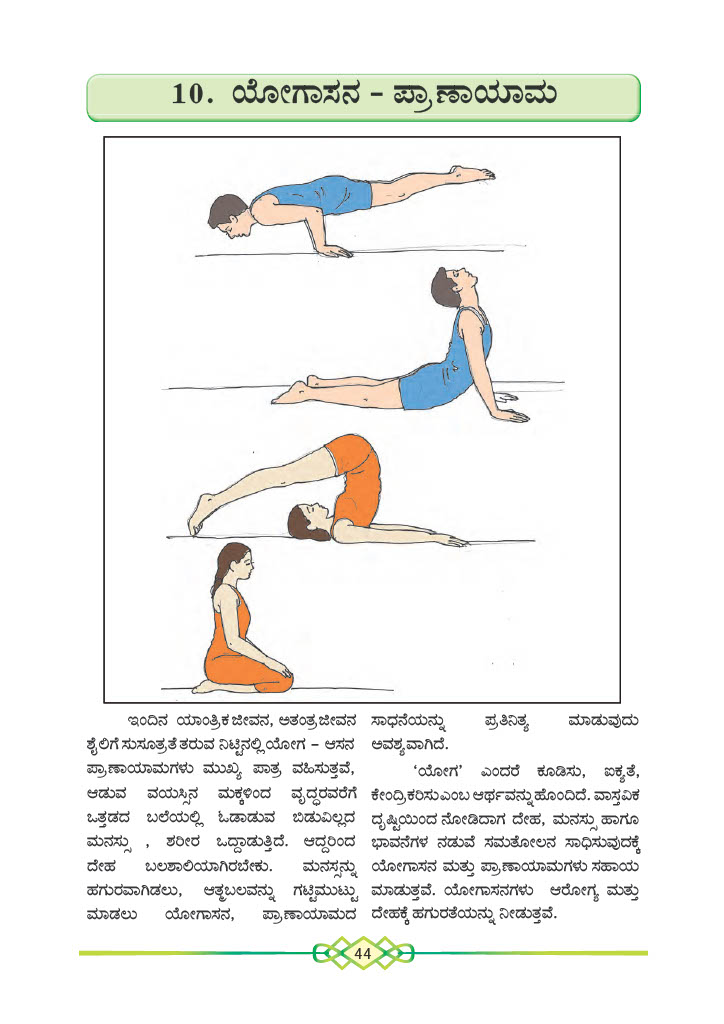 10. ಯೋಗಾಸನ – ಪ್ರಾಣಾಯಾಮ
ಇಂದಿನ ಯಾಂತ್ರಿಕ ಜೀವನ, ಅತಂತ್ರ ಜೀವನ
ಶೈಲಿಗೆ ಸುಸೂತ್ರತೆ ತರುವ ನಿಟ್ಟಿನಲ್ಲಿ ಯೋಗ – ಆಸನ
ಪ್ರಾಣಾಯಾಮಗಳು ಮುಖ್ಯ ಪಾತ್ರ ವಹಿಸುತ್ತವೆ,
ಆಡುವ ವಯಸ್ಸಿನ ಮಕ್ಕಳಿಂದ ವೃದ್ಧರವರೆಗೆ
ಒತ್ತಡದ ಬಲೆಯಲ್ಲಿ ಓಡಾಡುವ ಬಿಡುವಿಲ್ಲದ
ಮನಸ್ಸು , ಶರೀರ ಒದ್ದಾಡುತ್ತಿದೆ. ಆದ್ದರಿಂದ
ದೇಹ ಬಲಶಾಲಿಯಾಗಿರಬೇಕು. ಮನಸ್ಸನ್ನು
ಹಗುರವಾಗಿಡಲು, ಆತ್ಮಬಲವನ್ನು ಗಟ್ಟಿಮುಟ್ಟು
ಮಾಡಲು ಯೋಗಾಸನ, ಪ್ರಾಣಾಯಾಮದ
ಸಾಧನೆಯನ್ನು ಪ್ರತಿನಿತ್ಯ ಮಾಡುವುದು
ಅವಶ್ಯವಾಗಿದೆ.
‘ಯೋಗ’ ಎಂದರೆ ಕೂಡಿಸು, ಐಕ್ಯತೆ,
ಕೇಂದ್ರಿಕರಿಸು ಎಂಬ ಅರ್ಥವನ್ನು ಹೊಂದಿದೆ. ವಾಸ್ತವಿಕ
ದೃಷ್ಟಿಯಿಂದ ನೋಡಿದಾಗ ದೇಹ, ಮನಸ್ಸು ಹಾಗೂ
ಭಾವನೆಗಳ ನಡುವೆ ಸಮತೋಲನ ಸಾಧಿಸುವುದಕ್ಕೆ
ಯೋಗಾಸನ ಮತ್ತು ಪ್ರಾಣಾಯಾಮಗಳು ಸಹಾಯ
ಮಾಡುತ್ತವೆ. ಯೋಗಾಸನಗಳು ಆರೋಗ್ಯ ಮತ್ತು
ದೇಹಕ್ಕೆ ಹಗುರತೆಯನ್ನು ನೀಡುತ್ತವೆ.
44